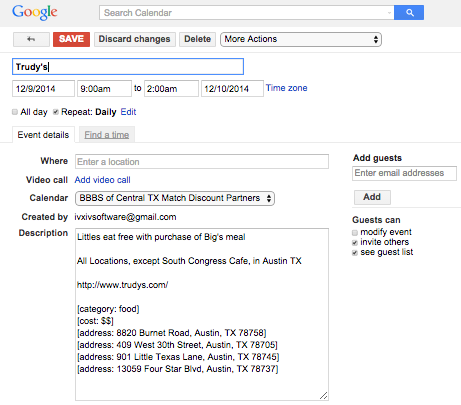 Google
Search Calendar
SAVE Discard changes Delete More Actions
Trudy's
12/9/2014 9:00am to 2:00am 12/10/2014 Time zone
All day Repeat: Daily Edit
Event details Find a time
Where Enter a location
Video call Add video call
Calendar BBBS of Central TX Match Discount Partners
Created by ivxivsoftware@gmail.com
Description Littles eat free with purchase of Big's meal
All Locations, except South Congress Cafe, in Austin TX
http://www.trudys.com/
[category: food]
[cost: $$]
[address: 8820 Burnet Road, Austin, TX 78758]
[address: 409 West 30th Street, Austin, TX 78705]
[address: 901 Little Texas Lane, Austin, TX 78745]
[address: 13059 Four Star Blvd, Austin, TX 78737]
Add guests
Enter email addresses
Add
Guests can
modify event
invite others
see guest list